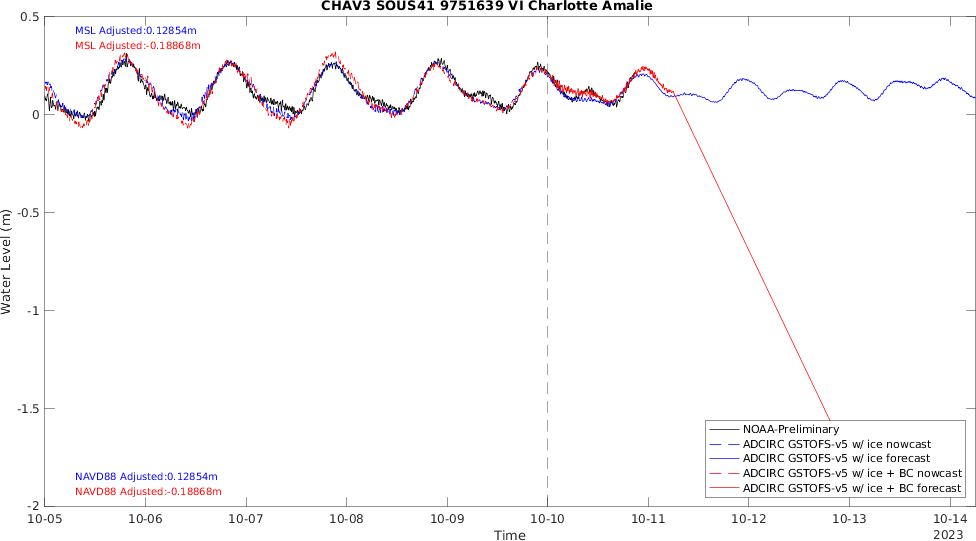 CHAV3 SOUS41 9751639 VI Charlotte Amalie
MSL Adjusted:0.12854m
MSL Adjusted:-0.18868m
0.5
0
-0.5
-1
-1.5
-2
Water Level (m)
NAVD88 Adjusted:0.12854m
NAVD88 Adjusted:-0.18868m
NOAA-Preliminary
ADCIRC GSTOFS-v5 w/ ice nowcast
ADCIRC GSTOFS-v5 w/ ice forecast
ADCIRC GSTOFS-v5 w/ ice + BC nowcast
ADCIRC GSTOFS-v5 w/ ice + BC forecast
10-05 10-06 10-07 10-08 10-09 10-10 10-11 10-12 10-13 10-14
Time
2023